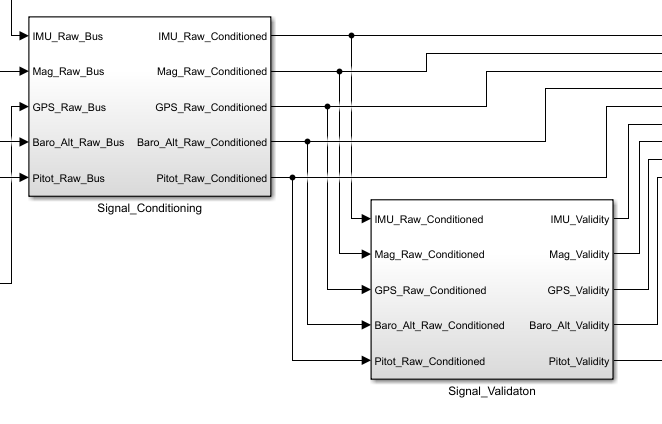 IMU_Raw_Bus IMU_Raw_Conditioned
Mag_Raw_Bus Mag_Raw_Conditioned
GPS_Raw_Bus GPS_Raw_Conditioned
Baro_Alt_Raw_Bus Baro_Alt_Raw_Conditioned
Pitot_Raw_Bus Pitot_Raw_Conditioned
Signal_Conditioning
IMU_Raw_Conditioned IMU_Validity
Mag_Raw_Conditioned Mag_Validity
GPS_Raw_Conditioned GPS_Validity
Baro_Alt_Raw_Conditioned Baro_Alt_Validity
Pitot_Raw_Conditioned Pitot_Validity
Signal_Validaton